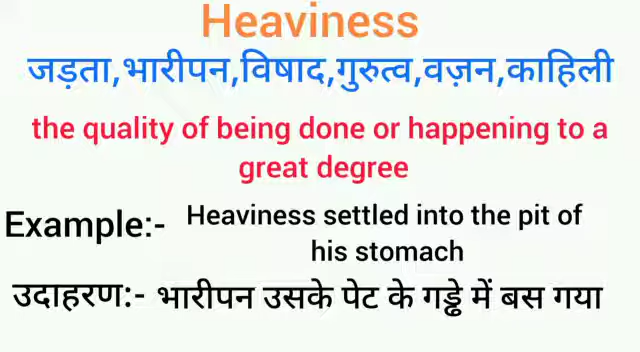 Heaviness
जड़ता,भारीपन,विषाद,गुरुत्व,वज़न,काहिली
the quality of being done or happening to a
great degree
Example:- Heaviness settled into the pit of
his stomach
उदाहरण:- भारीपन उसके पेट के गड्ढे में बस गया